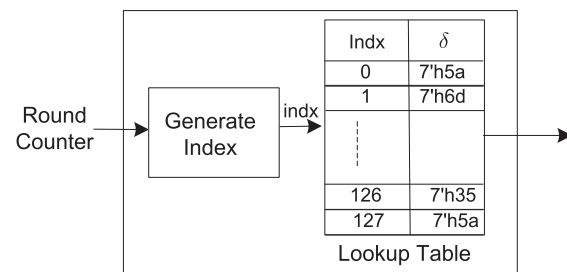 Round
Counter
Generate
Index
indx
Indx δ
0 7'h5a
1 7'h6d
126 7'h35
127 7'h5a
Lookup Table